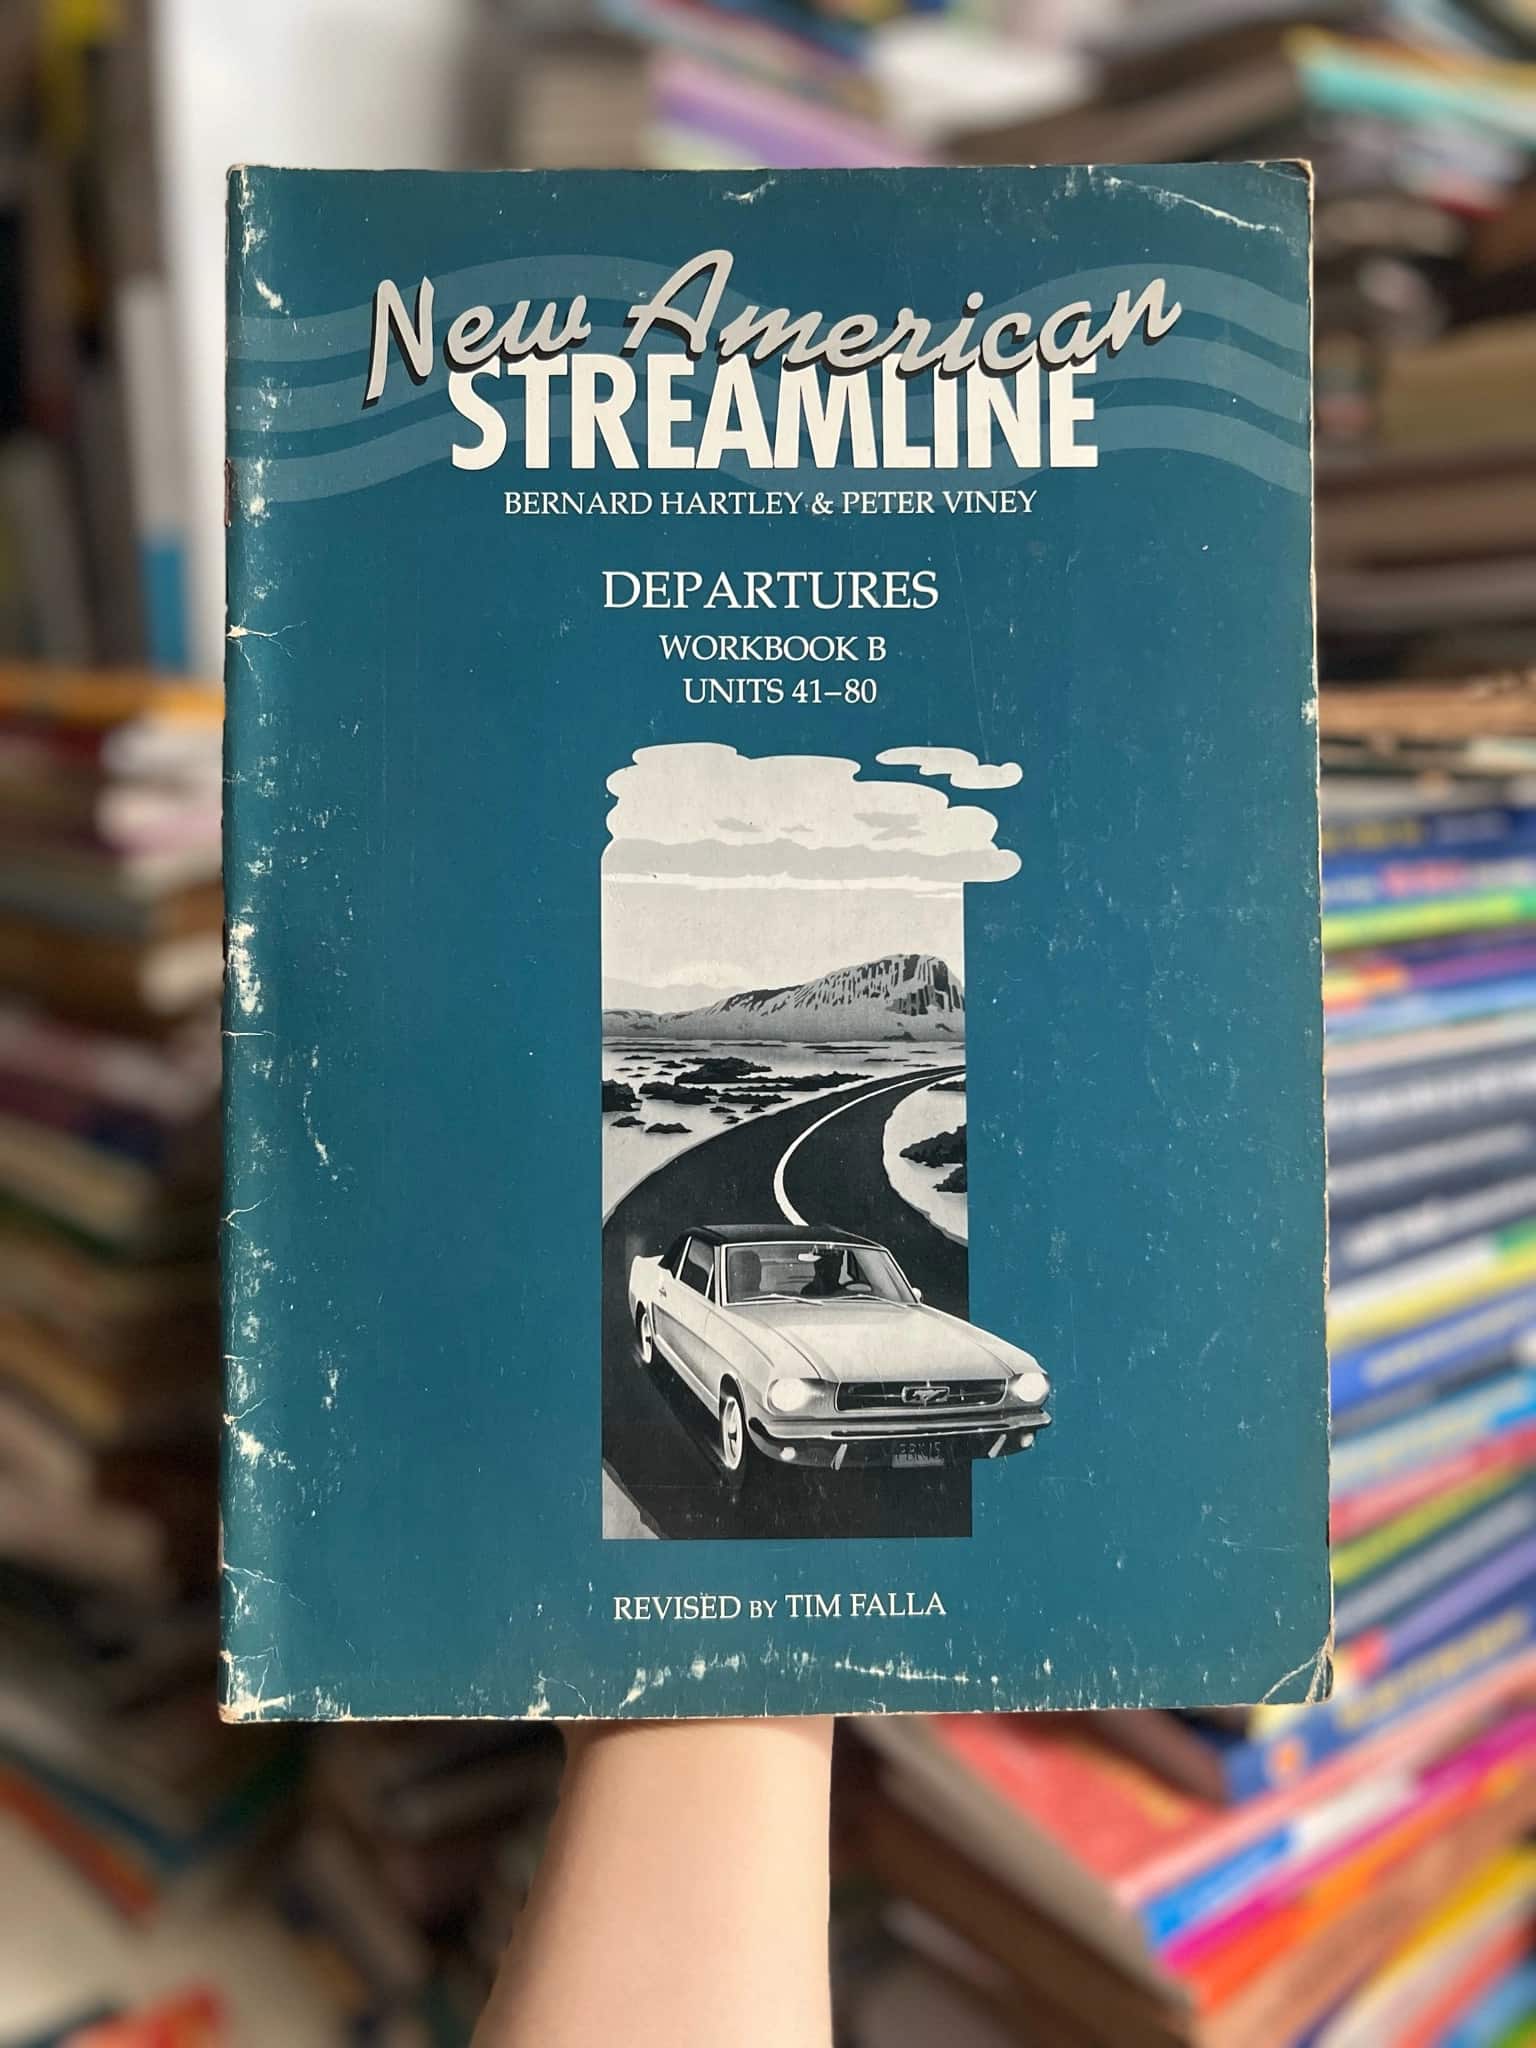 New American
STREAMLINE
BERNARD HARTLEY & PETER VINEY
DEPARTURES
WORKBOOK B
UNITS 41–80
REVISED BY TIM FALLA